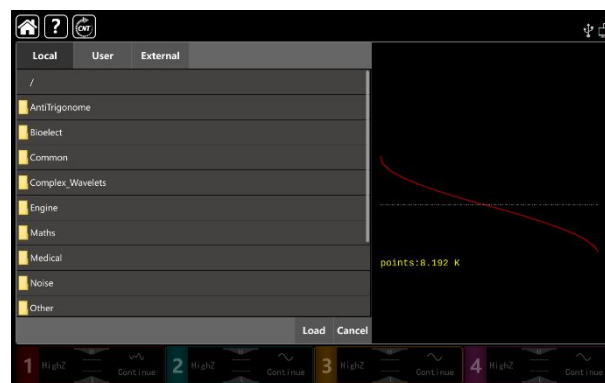 ? CNT
Local User External
/
AntiTrigonome
Bioelect
Common
Complex_Wavelets
Engine
Maths
Medical
points:8.192 K
Noise
Other
Load Cancel
1 HighZ Continue 2 HighZ Continue 3 HighZ Continue 4 HighZ Continue